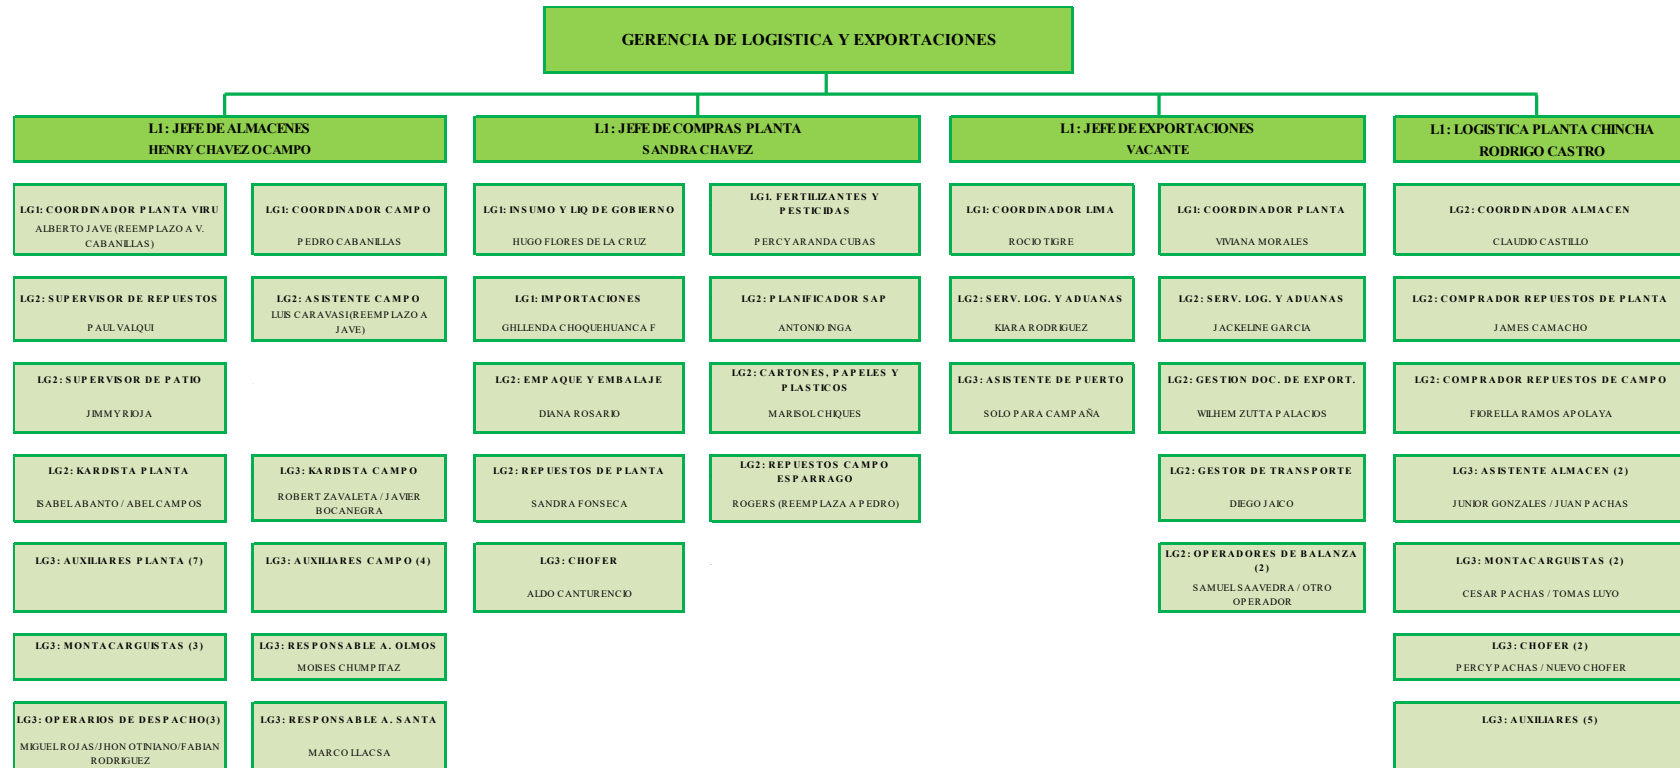 GERENCIA DE LOGISTICA Y EXPORTACIONES
L1: JEFE DE ALMACENES
HENRY CHAVEZ OCAMPO
L1: JEFE DE COMPRAS PLANTA
SANDRA CHAVEZ
L1: JEFE DE EXPORTACIONES
VACANTE
L1: LOGISTICA PLANTA CHINCHA
RODRIGO CASTRO
LG1: COORDINADOR PLANTA VIRU
ALBERTO JAVE (REEMPLAZO A V.
CABANILLAS)
LG1: COORDINADOR CAMPO
PEDRO CABANILLAS
LG1: INSUMO Y LIQ DE GOBIERNO
HUGO FLORES DE LA CRUZ
LG1. FERTILIZANTES Y
PESTICIDAS
PERCY ARANDA CUBAS
LG1: COORDINADOR LIMA
ROCIO TIGRE
LG1: COORDINADOR PLANTA
VIVIANA MORALES
LG2: COORDINADOR ALMACEN
CLAUDIO CASTILLO
LG2: SUPERVISOR DE REPUESTOS
PAUL VALQUI
LG2: ASISTENTE CAMPO
LUIS CARAVASI (REEMPLAZO A
JAVE)
LG1: IMPORTACIONES
GHLLENDA CHOQUEHUANCA F
LG2: PLANIFICADOR SAP
ANTONIO INGA
LG2: SERV. LOG. Y ADUANAS
KIARA RODRIGUEZ
LG2: SERV. LOG. Y ADUANAS
JACKELINE GARCIA
LG2: COMPRADOR REPUESTOS DE PLANTA
JAMES CAMACHO
LG2: SUPERVISOR DE PATIO
JIMMY RIOJA
LG2: EMPAQUE Y EMBALAJE
DIANA ROSARIO
LG2: CARTONES, PAPELES Y
PLASTICOS
MARISOL CHIQUES
LG3: ASISTENTE DE PUERTO
SOLO PARA CAMPAÑA
LG2: GESTION DOC. DE EXPORT.
WILHEM ZUTTA PALACIOS
LG2: COMPRADOR REPUESTOS DE CAMPO
FIORELLA RAMOS APOLAYA
LG2: KARDISTA PLANTA
ISABEL ABANTO / ABEL CAMPOS
LG3: KARDISTA CAMPO
ROBERT ZAVALETA / JAVIER
BOCANEGRA
LG2: REPUESTOS DE PLANTA
SANDRA FONSECA
LG2: REPUESTOS CAMPO
ESPARRAGO
ROGERS (REEMPLAZA A PEDRO)
LG2: GESTOR DE TRANSPORTE
DIEGO JAICO
LG3: ASISTENTE ALMACEN (2)
JUNIOR GONZALES / JUAN PACHAS
LG3: AUXILIARES PLANTA (7)
LG3: AUXILIARES CAMPO (4)
LG3: CHOFER
ALDO CANTURENCIO
LG2: OPERADORES DE BALANZA
(2)
SAMUEL SAAVEDRA / OTRO
OPERADOR
LG3: MONTACARGUISTAS (2)
CESAR PACHAS / TOMAS LUYO
LG3: MONTACARGUISTAS (3)
LG3: RESPONSABLE A. OLMOS
MOISES CHUMPITAZ
LG3: CHOFER (2)
PERCY PACHAS / NUEVO CHOFER
LG3: OPERARIOS DE DESPACHO(3)
MIGUEL ROJAS/JHON OTINIANO/FABIAN
RODRIGUEZ
LG3: RESPONSABLE A. SANTA
MARCO LLACSA
LG3: AUXILIARES (5)